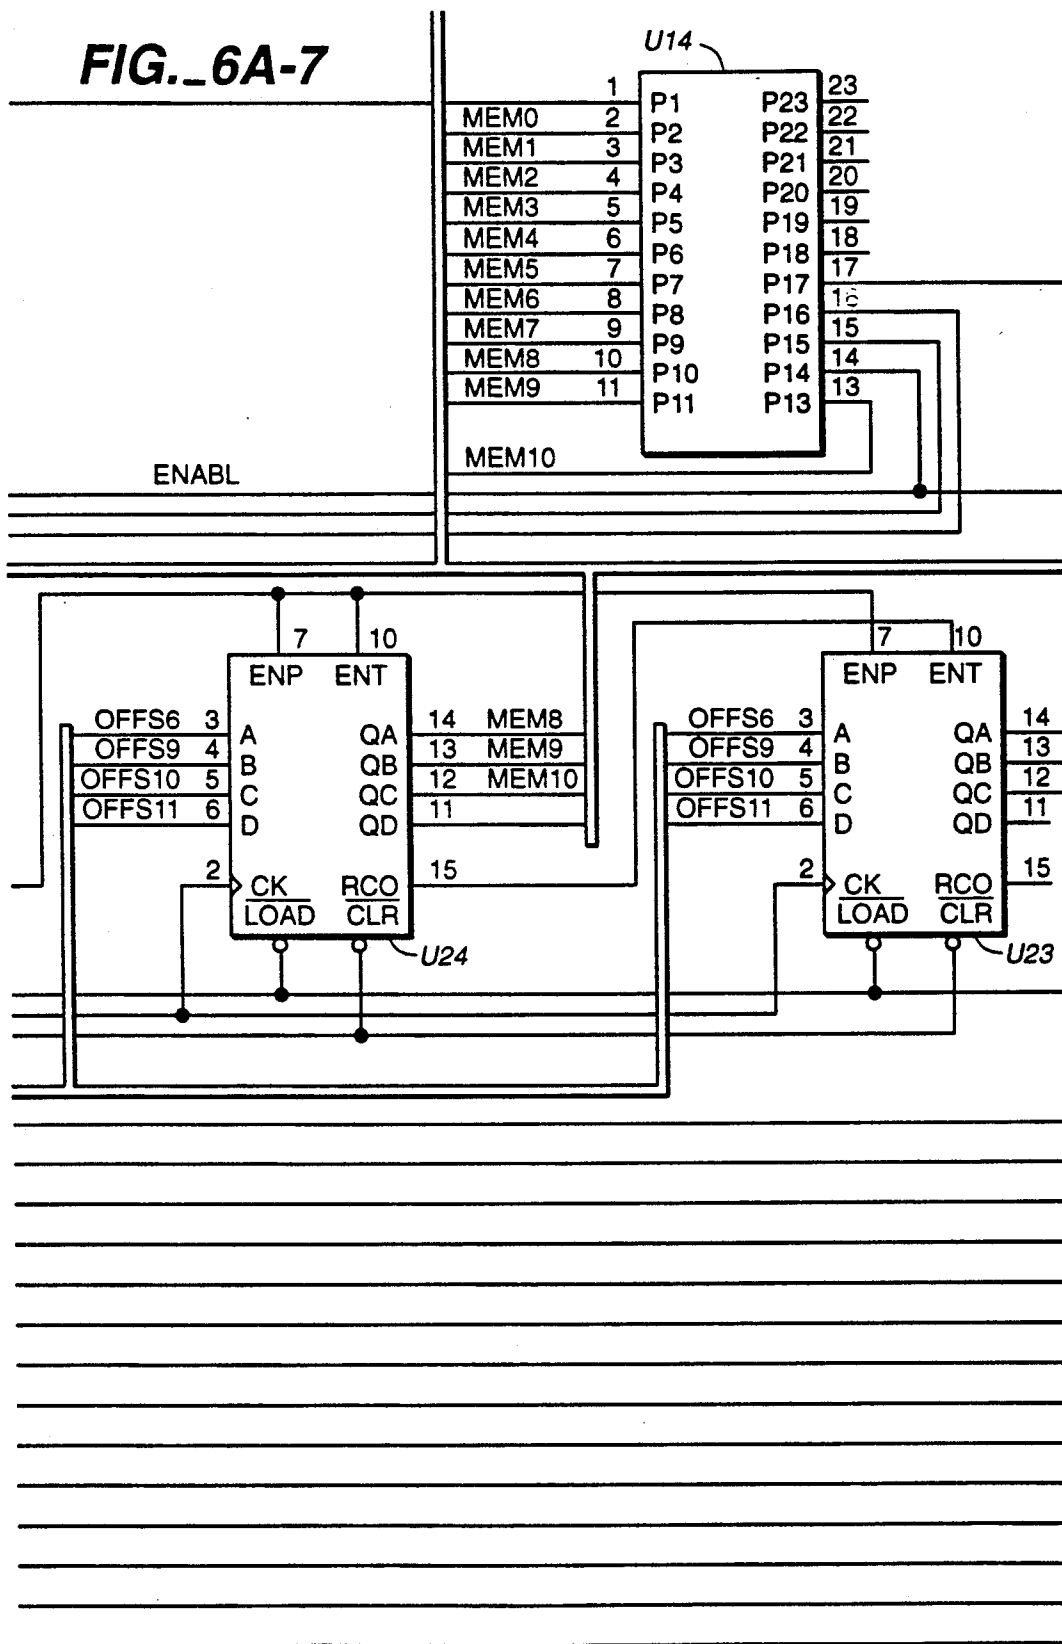 FIG._6A-7
U14
1 P1 P23 23
MEM0 2 P2 P22 22
MEM1 3 P3 P21 21
MEM2 4 P4 P20 20
MEM3 5 P5 P19 19
MEM4 6 P6 P18 18
MEM5 7 P7 P17 17
MEM6 8 P8 P16 16
MEM7 9 P9 P15 15
MEM8 10 P10 P14 14
MEM9 11 P11 P13 13
MEM10
ENABL
7 10
ENP ENT
OFFS6 3 A QA 14 MEM8
OFFS9 4 B QB 13 MEM9
OFFS10 5 C QC 12 MEM10
OFFS11 6 D QD 11
2 CK RCO 15
LOAD CLR
U24
7 10
ENP ENT
OFFS6 3 A QA 14
OFFS9 4 B QB 13
OFFS10 5 C QC 12
OFFS11 6 D QD 11
2 CK RCO 15
LOAD CLR
U23